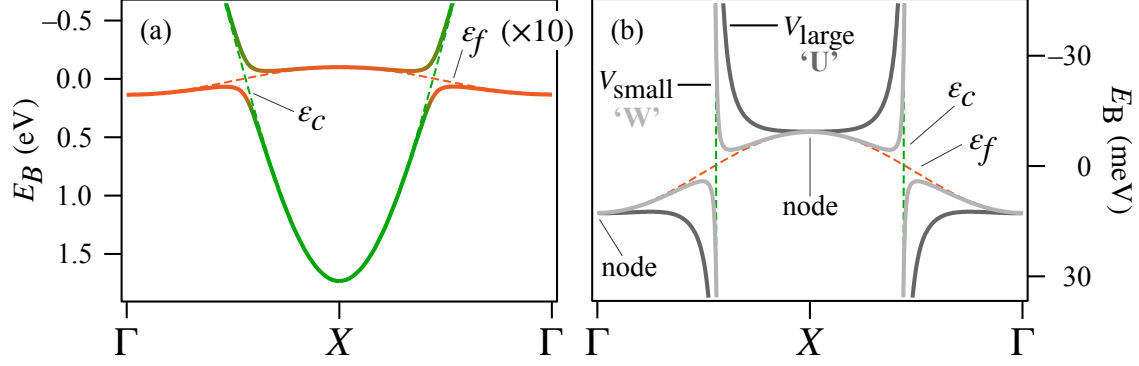 (a)
ε_f (×10)
ε_c
–0.5
0.0
0.5
1.0
1.5
E_B (eV)
Γ
X
Γ
(b)
V_large
‘U’
V_small
‘W’
ε_c
ε_f
node
node
–30
0
30
E_B (meV)
Γ
X
Γ